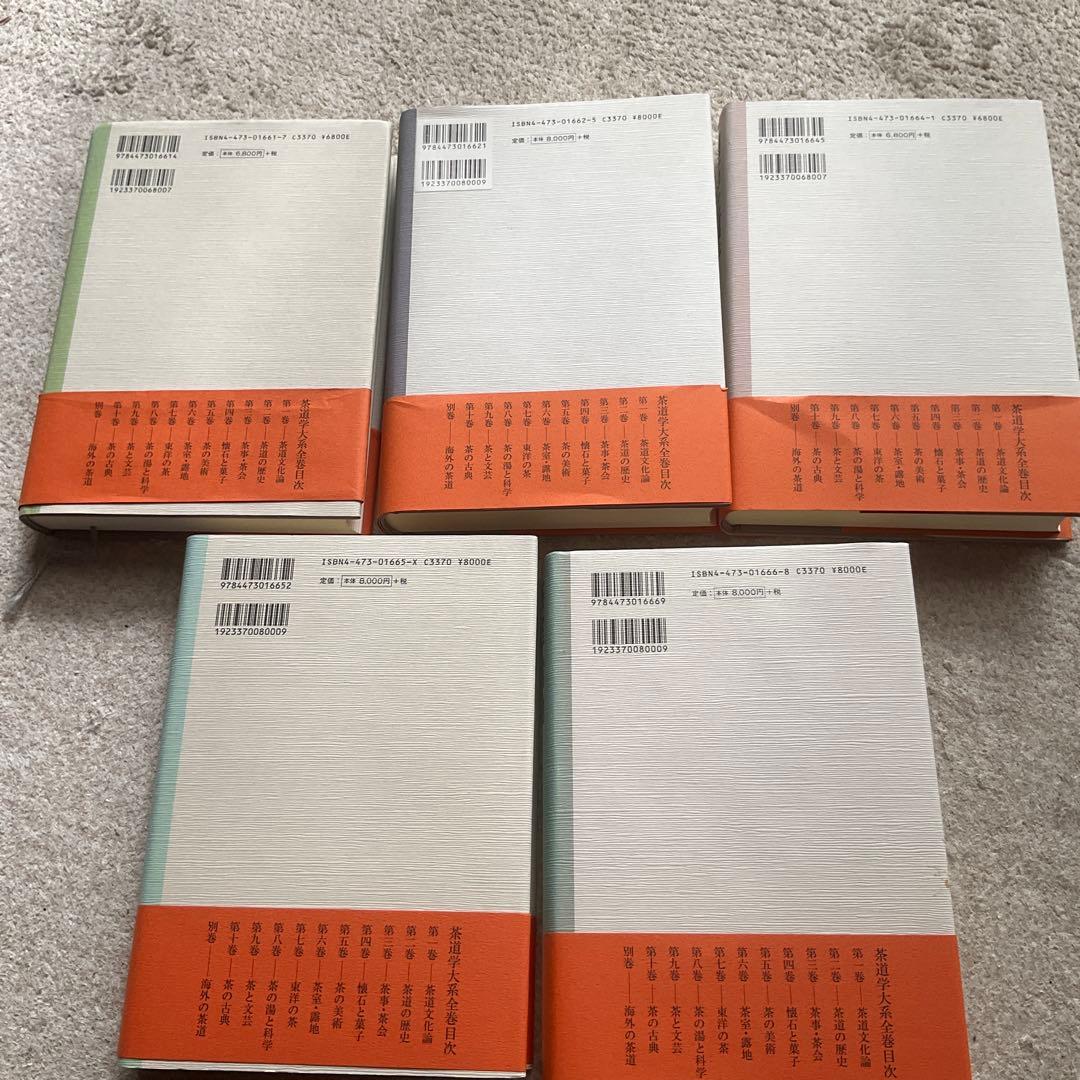 ISBN4-473-01661-7 C3370 ¥6800E
定価：本体 6,800円+税
9784473016614
1923370068007
茶道学大系全巻目次
第一巻――茶道文化論
第二巻――茶道の歴史
第三巻――茶事・茶会
第四巻――懐石と菓子
第五巻――茶の美術
第六巻――茶室・露地
第七巻――東洋の茶
第八巻――茶の湯と科学
第九巻――茶と文芸
第十巻――茶の古典
別巻――海外の茶道
ISBN4-473-01662-5 C3370 ¥8000E
定価：本体 8,000円+税
9784473016621
1923370080009
茶道学大系全巻目次
第一巻――茶道文化論
第二巻――茶道の歴史
第三巻――茶事・茶会
第四巻――懐石と菓子
第五巻――茶の美術
第六巻――茶室・露地
第七巻――東洋の茶
第八巻――茶の湯と科学
第九巻――茶と文芸
第十巻――茶の古典
別巻――海外の茶道
ISBN4-473-01664-1 C3370 ¥6800E
定価：本体 6,800円+税
9784473016645
1923370068007
茶道学大系全巻目次
第一巻――茶道文化論
第二巻――茶道の歴史
第三巻――茶事・茶会
第四巻――懐石と菓子
第五巻――茶の美術
第六巻――茶室・露地
第七巻――東洋の茶
第八巻――茶の湯と科学
第九巻――茶と文芸
第十巻――茶の古典
別巻――海外の茶道
ISBN4-473-01665-X C3370 ¥8000E
定価：本体 8,000円+税
9784473016652
1923370080009
茶道学大系全巻目次
第一巻――茶道文化論
第二巻――茶道の歴史
第三巻――茶事・茶会
第四巻――懐石と菓子
第五巻――茶の美術
第六巻――茶室・露地
第七巻――東洋の茶
第八巻――茶の湯と科学
第九巻――茶と文芸
第十巻――茶の古典
別巻――海外の茶道
ISBN4-473-01666-8 C3370 ¥8000E
定価：本体 8,000円+税
9784473016669
1923370080009
茶道学大系全巻目次
第一巻――茶道文化論
第二巻――茶道の歴史
第三巻――茶事・茶会
第四巻――懐石と菓子
第五巻――茶の美術
第六巻――茶室・露地
第七巻――東洋の茶
第八巻――茶の湯と科学
第九巻――茶と文芸
第十巻――茶の古典
別巻――海外の茶道